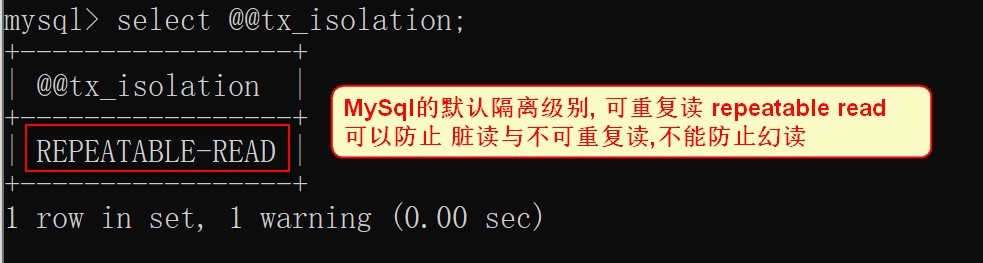 mysql> select @@tx_isolation;
+-----------------+
| @@tx_isolation |
+-----------------+
| REPEATABLE-READ |
+-----------------+
1 row in set, 1 warning (0.00 sec)
MySql的默认隔离级别, 可重复读 repeatable read
可以防止 脏读与不可重复读,不能防止幻读